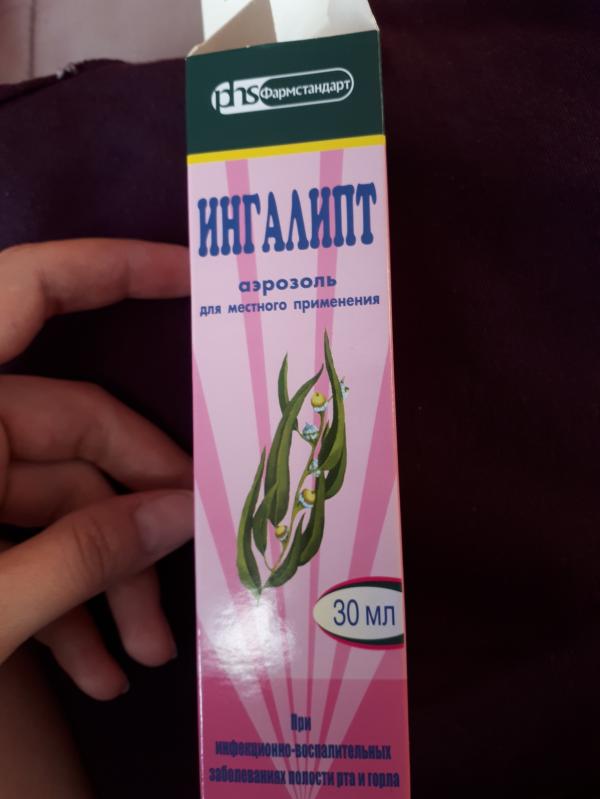 phs Фармстандарт
ИНГАЛИПТ
аэрозоль
для местного применения
30 мл
При
инфекционно-воспалительных
заболеваниях полости рта и горла